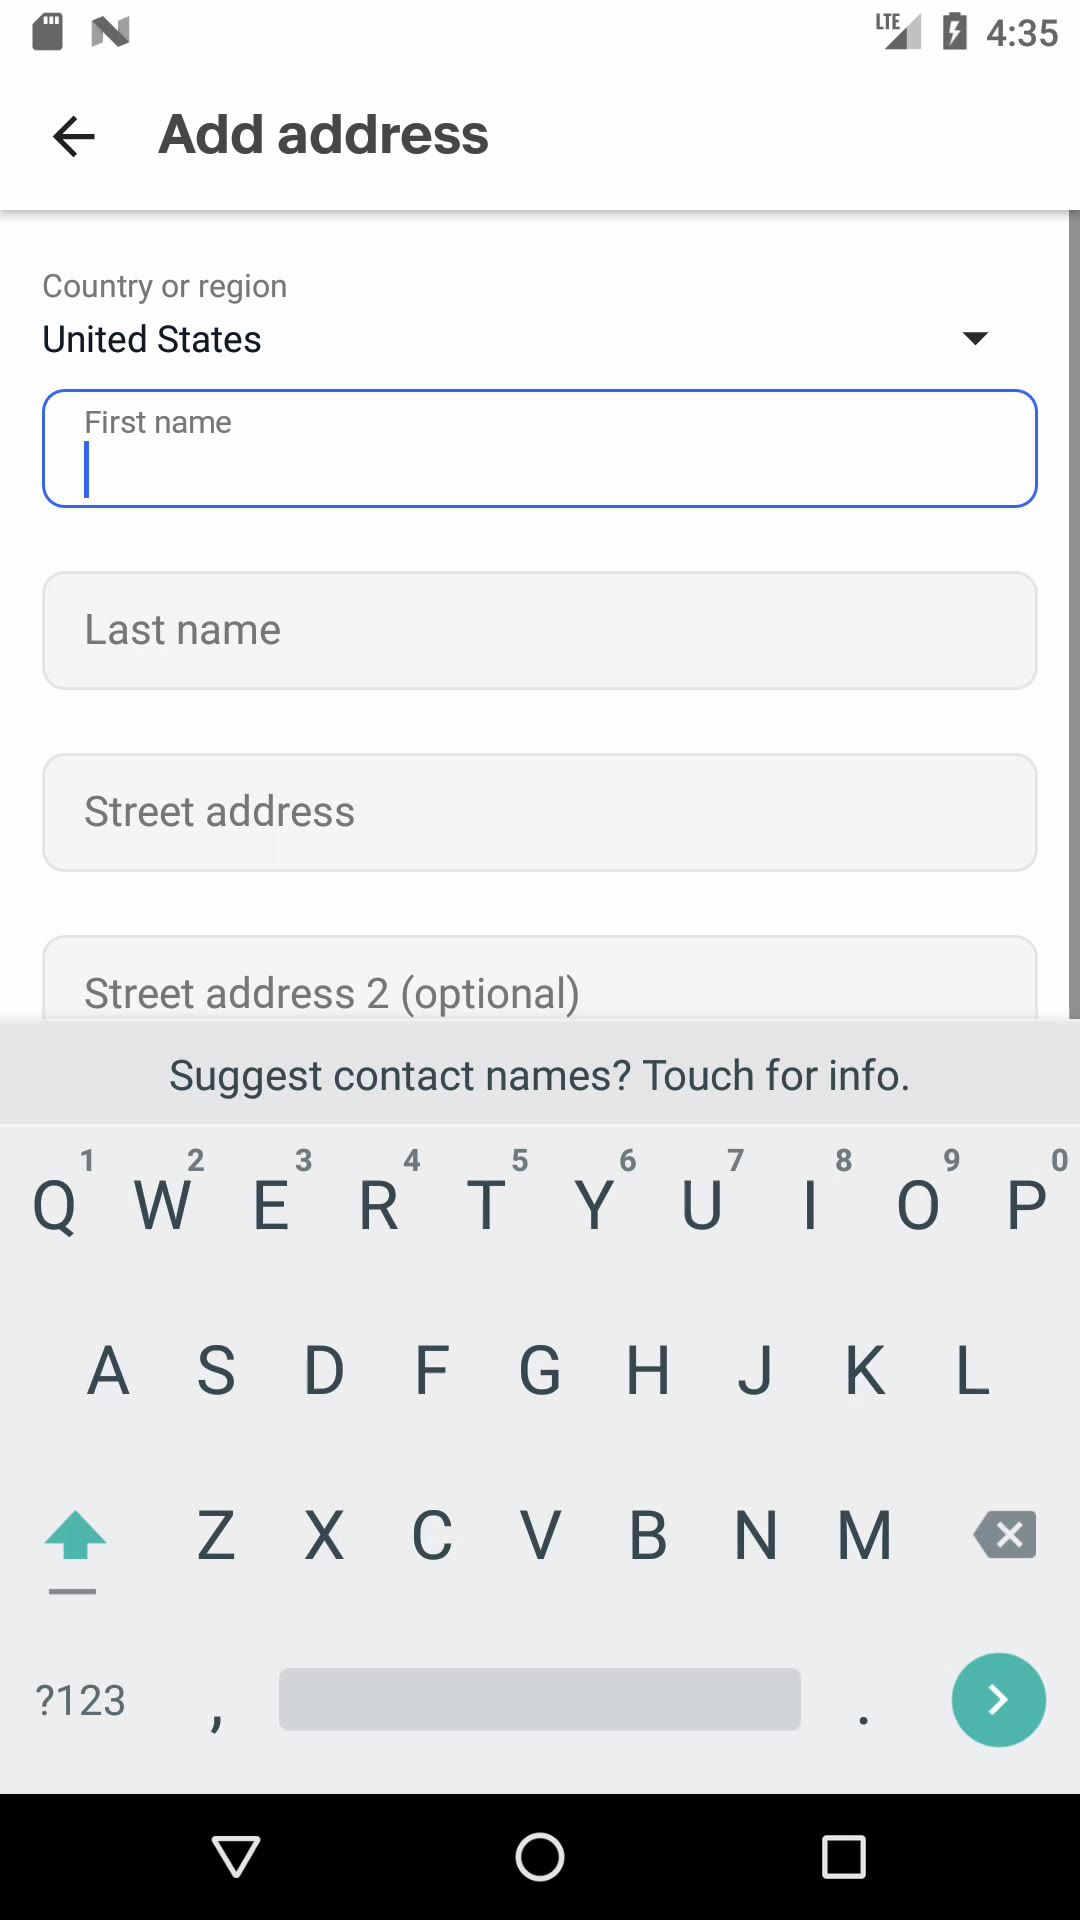 LTE 4:35
Add address
Country or region
United States
First name
Last name
Street address
Street address 2 (optional)
Suggest contact names? Touch for info.
1 2 3 4 5 6 7 8 9 0
Q W E R T Y U I O P
A S D F G H J K L
Z X C V B N M
?123 , .